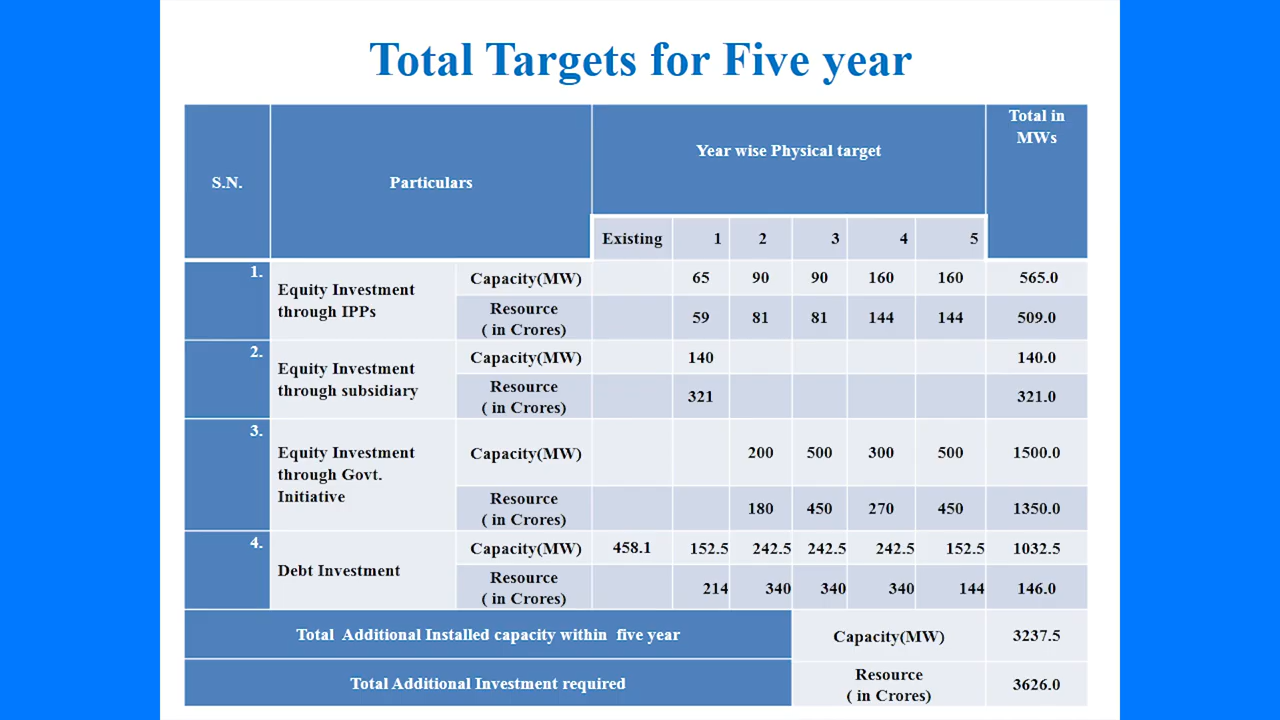 Total Targets for Five year
S.N. Particulars Year wise Physical target Total in
MWs
Existing 1 2 3 4 5
1. Equity Investment
through IPPs
Capacity(MW) 65 90 90 160 160 565.0
Resource
( in Crores) 59 81 81 144 144 509.0
2. Equity Investment
through subsidiary
Capacity(MW) 140 140.0
Resource
( in Crores) 321 321.0
3. Equity Investment
through Govt.
Initiative
Capacity(MW) 200 500 300 500 1500.0
Resource
( in Crores) 180 450 270 450 1350.0
4. Debt Investment
Capacity(MW) 458.1 152.5 242.5 242.5 242.5 152.5 1032.5
Resource
( in Crores) 214 340 340 340 144 146.0
Total Additional Installed capacity within five year Capacity(MW) 3237.5
Total Additional Investment required Resource
( in Crores) 3626.0